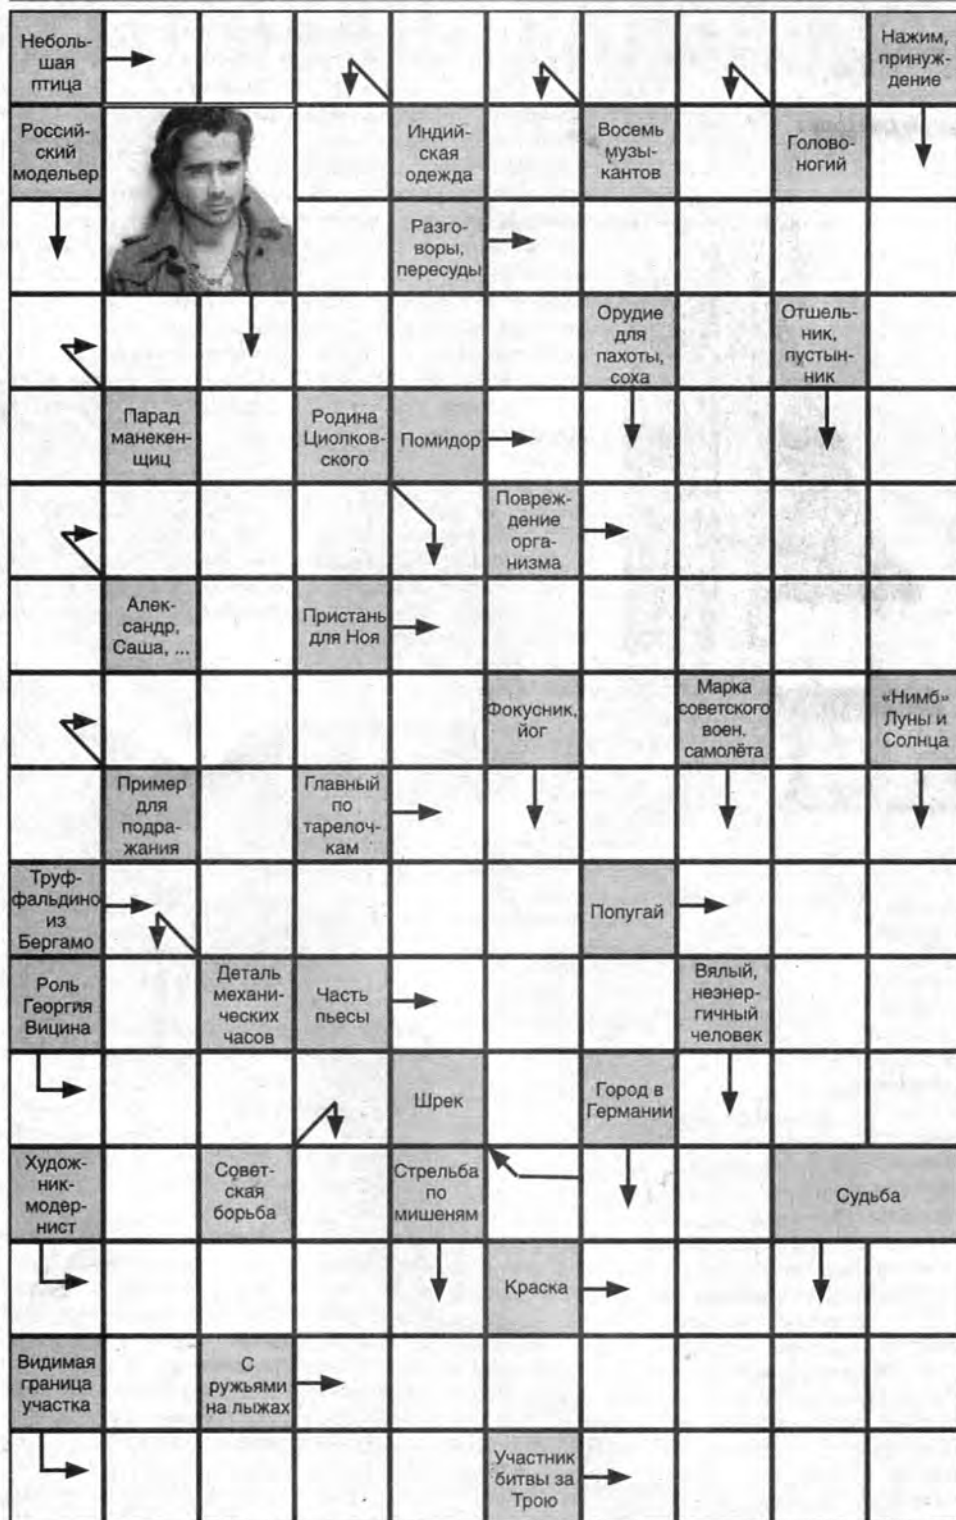 Неболь-
шая
птица
Нажим,
принуж-
дение
Россий-
ский
модельер
Индий-
ская
одежда
Восемь
музы-
кантов
Голово-
ногий
Разго-
воры,
пересуды
Орудие
для
пахоты,
соха
Отшель-
ник,
пустын-
ник
Парад
манекен-
щиц
Родина
Циолков-
ского
Помидор
Повреж-
дение
орга-
низма
Алек-
сандр,
Саша, ...
Пристань
для Ноя
Фокусник,
йог
Марка
советского
воен.
самолёта
«Нимб»
Луны и
Солнца
Пример
для
подра-
жания
Главный
по
тарелоч-
кам
Труф-
фальдино
из
Бергамо
Попугай
Роль
Георгия
Вицина
Деталь
механи-
ческих
часов
Часть
пьесы
Вялый,
неэнер-
гичный
человек
Шрек
Город в
Германии
Худож-
ник-
модер-
нист
Совет-
ская
борьба
Стрельба
по
мишеням
Судьба
Краска
Видимая
граница
участка
С
ружьями
на лыжах
Участник
битвы за
Трою